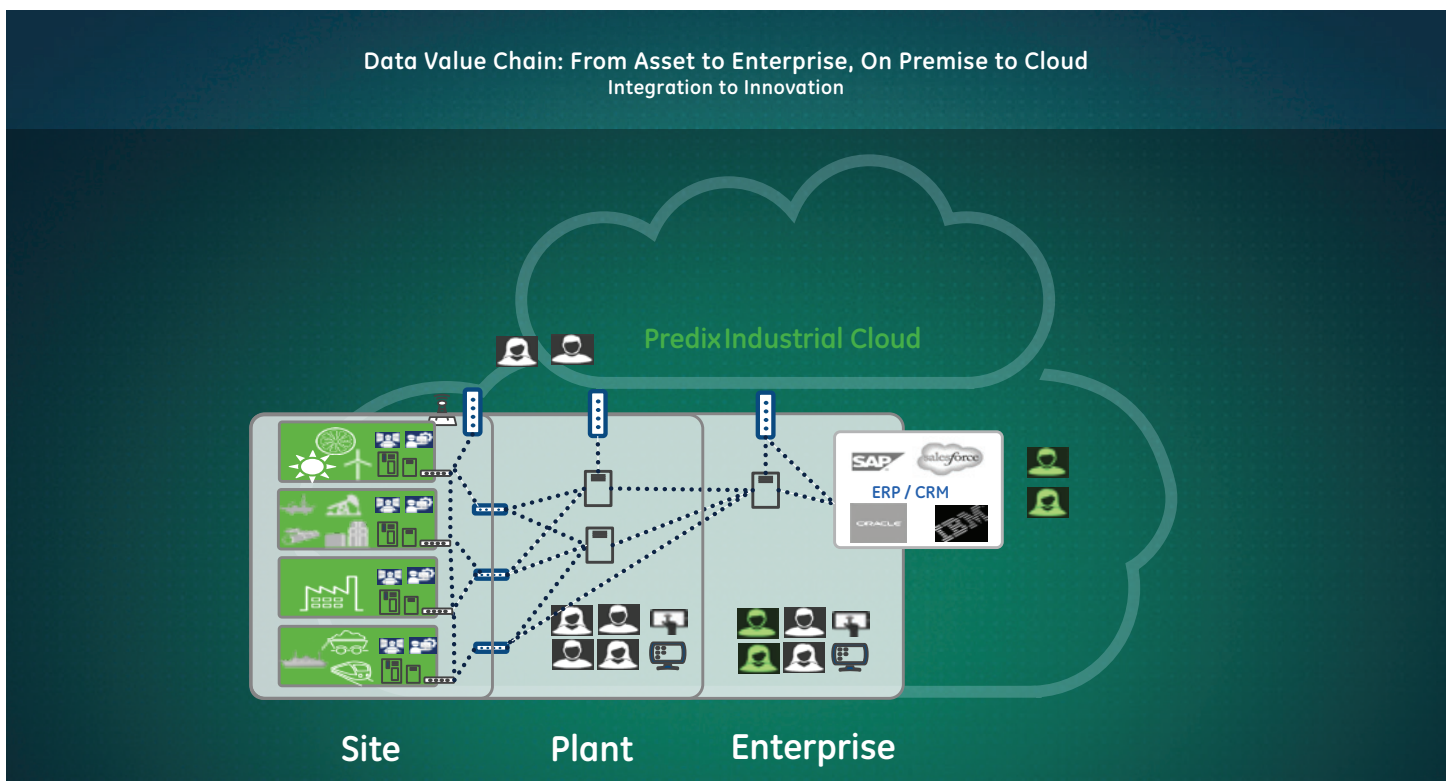 Data Value Chain: From Asset to Enterprise, On Premise to Cloud
Integration to Innovation
Predix Industrial Cloud
SAP
salesforce
ERP / CRM
ORACLE
IBM
Site
Plant
Enterprise